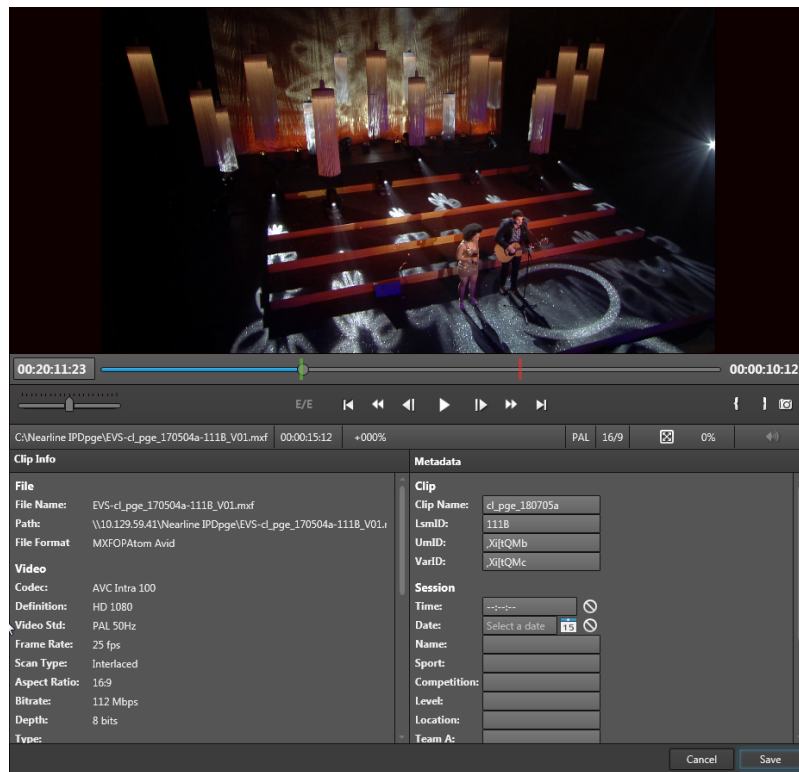 00:20:11:23
00:00:10:12
E/E
C:\Nearline IPDpge\EVS-cl_pge_170504a-111B_V01.mxf 00:00:15:12 +000% PAL 16/9 0%
Clip Info
Metadata
File
File Name: EVS-cl_pge_170504a-111B_V01.mxf
Path: \\10.129.59.41\Nearline IPDpge\EVS-cl_pge_170504a-111B_V01.r
File Format MXFOPAtom Avid
Video
Codec: AVC Intra 100
Definition: HD 1080
Video Std: PAL 50Hz
Frame Rate: 25 fps
Scan Type: Interlaced
Aspect Ratio: 16:9
Bitrate: 112 Mbps
Depth: 8 bits
Type:
Clip
Clip Name: cl_pge_180705a
LsmID: 111B
UmID: ,Xi[tQMb
VarID: ,Xi[tQMc
Session
Time: --:--:--
Date: Select a date 15
Name:
Sport:
Competition:
Level:
Location:
Team A:
Cancel Save